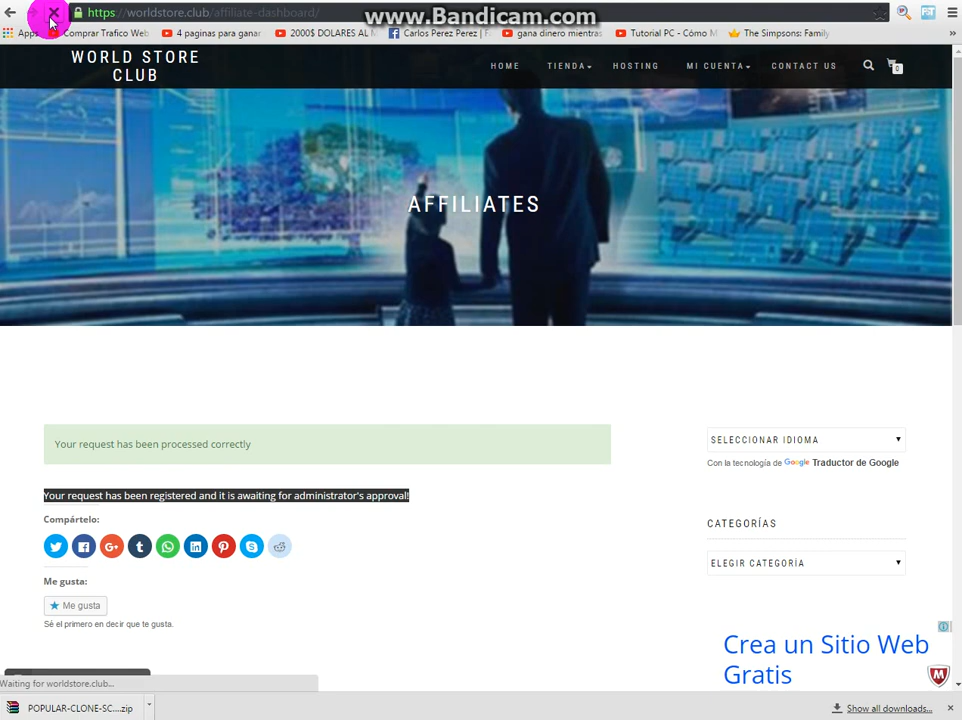 https://worldstore.club/affiliate-dashboard/
www.Bandicam.com
Apps
Comprar Trafico Web
4 paginas para ganar
2000$ DOLARES AL
Carlos Perez Perez | F
gana dinero mientras
Tutorial PC - Cómo M
The Simpsons: Family
»
WORLD STORE
CLUB
HOME
TIENDA
HOSTING
MI CUENTA
CONTACT US
0
AFFILIATES
Your request has been processed correctly
SELECCIONAR IDIOMA
Con la tecnología de Google Traductor de Google
Your request has been registered and it is awaiting for administrator's approval!
Compártelo:
CATEGORÍAS
ELEGIR CATEGORÍA
Me gusta:
Me gusta
Sé el primero en decir que te gusta.
Crea un Sitio Web
Gratis
Waiting for worldstore.club...
POPULAR-CLONE-SC....zip
Show all downloads...